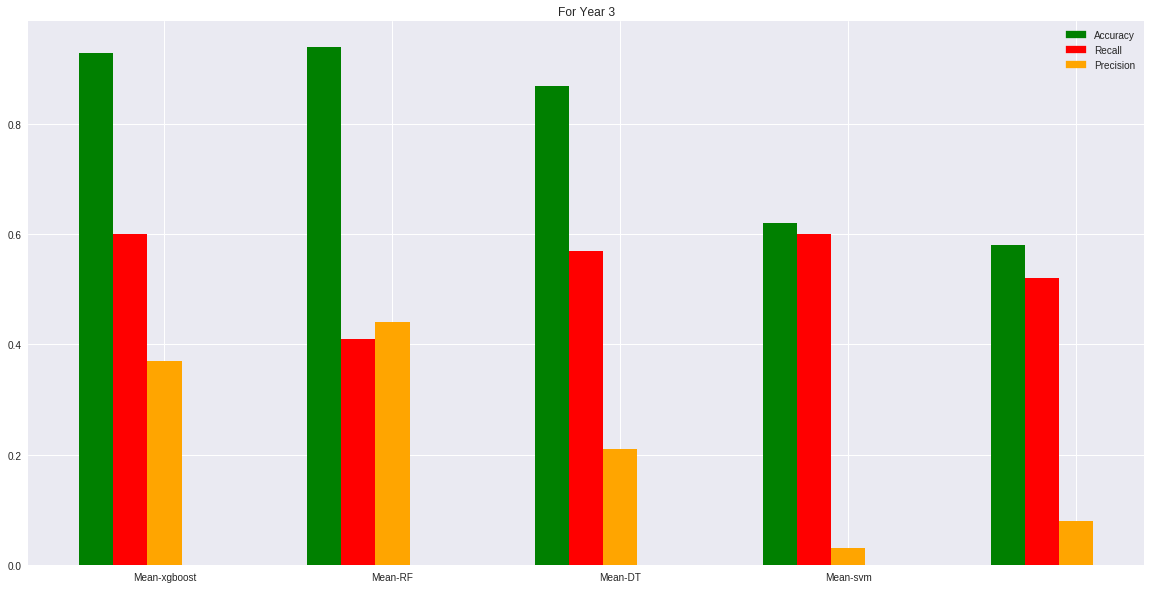 For Year 3
Accuracy
Recall
Precision
0.8
0.6
0.4
0.2
0.0
Mean-xgboost Mean-RF Mean-DT Mean-svm